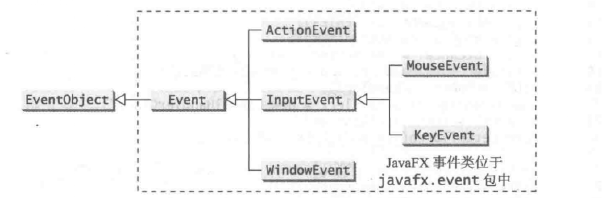 ActionEvent
MouseEvent
EventObject
Event
InputEvent
KeyEvent
WindowEvent
JavaFX 事件类位于
javafx.event 包中